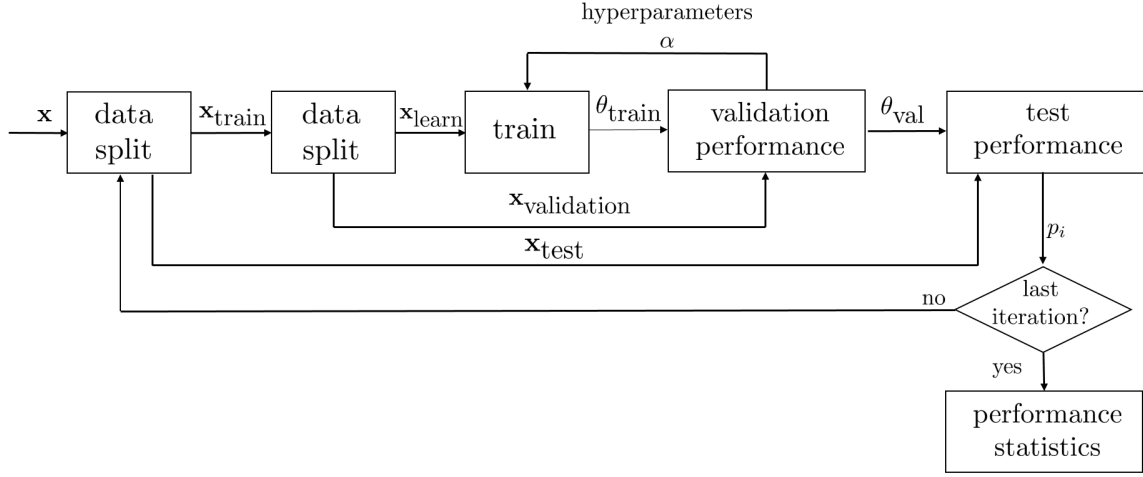 hyperparameters
α
x
data
split
x_train
data
split
x_learn
train
θ_train
validation
performance
θ_val
test
performance
x_validation
x_test
p_i
no
last
iteration?
yes
performance
statistics